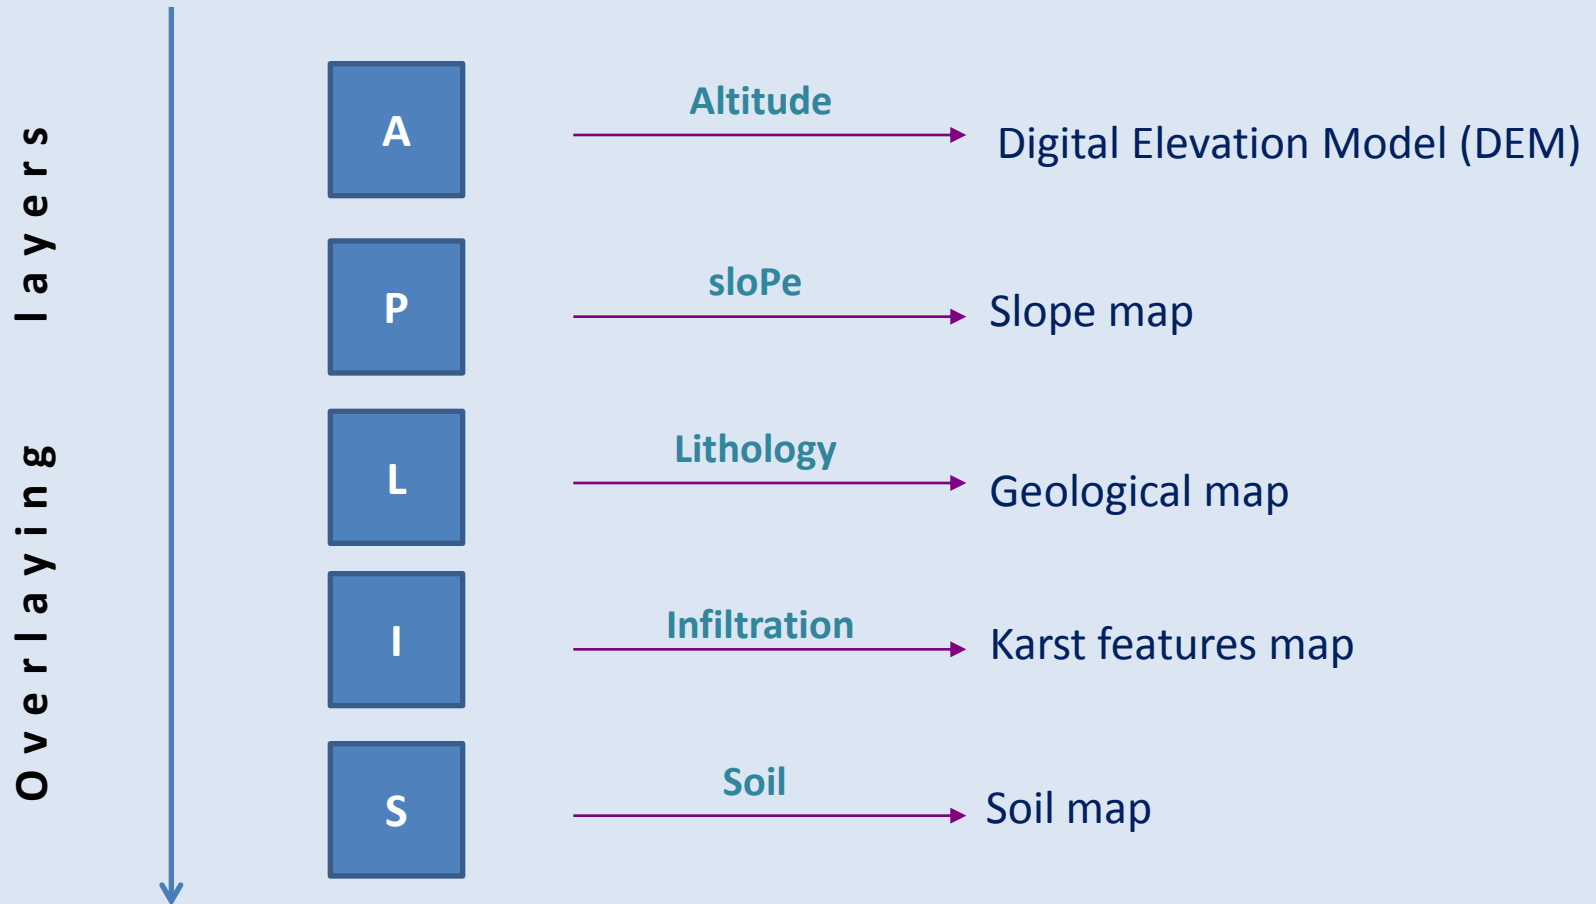 Overlaying layers
A
Altitude
Digital Elevation Model (DEM)
P
sloPe
Slope map
L
Lithology
Geological map
I
Infiltration
Karst features map
S
Soil
Soil map